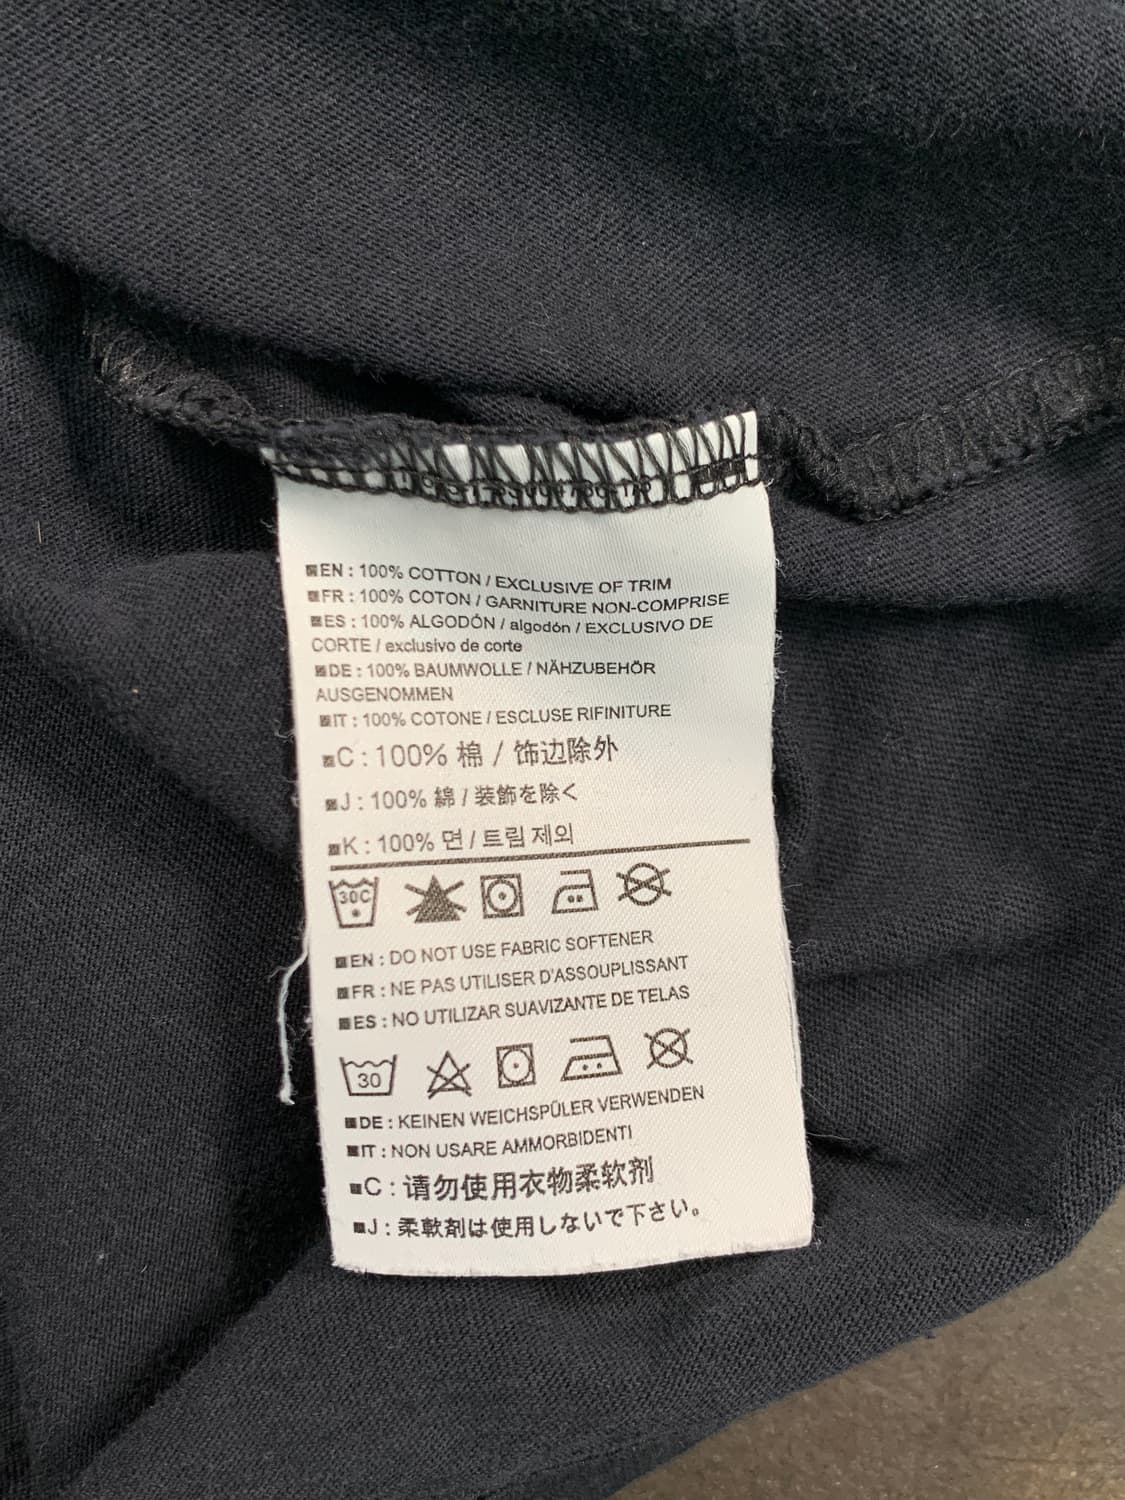 EN : 100% COTTON / EXCLUSIVE OF TRIM
FR : 100% COTON / GARNITURE NON-COMPRISE
ES : 100% ALGODÓN / algodón / EXCLUSIVO DE
CORTE / exclusivo de corte
DE : 100% BAUMWOLLE / NÄHZUBEHÖR
AUSGENOMMEN
IT : 100% COTONE / ESCLUSE RIFINITURE
C : 100% 棉 / 饰边除外
J : 100% 綿 / 装飾を除く
K : 100% 면 / 트림 제외
30C
EN : DO NOT USE FABRIC SOFTENER
FR : NE PAS UTILISER D'ASSOUPLISSANT
ES : NO UTILIZAR SUAVIZANTE DE TELAS
30
DE : KEINEN WEICHSPÜLER VERWENDEN
IT : NON USARE AMMORBIDENTI
C : 请勿使用衣物柔软剂
J : 柔軟剤は使用しないで下さい。